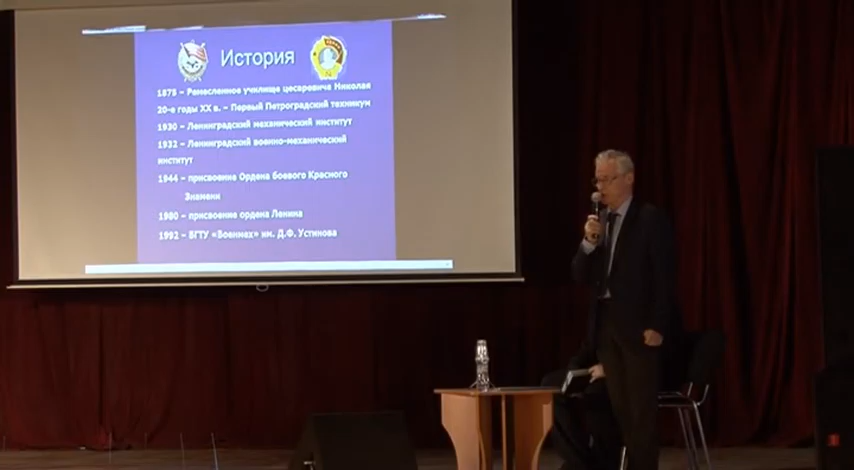 История
1875 – Ремесленное училище цесаревича Николая
20-е годы XX в. – Первый Петроградский техникум
1930 – Ленинградский механический институт
1932 – Ленинградский военно-механический
институт
1944 – присвоение Ордена боевого Красного
Знамени
1980 – присвоение ордена Ленина
1992 – БГТУ «Военмех» им. Д.Ф. Устинова